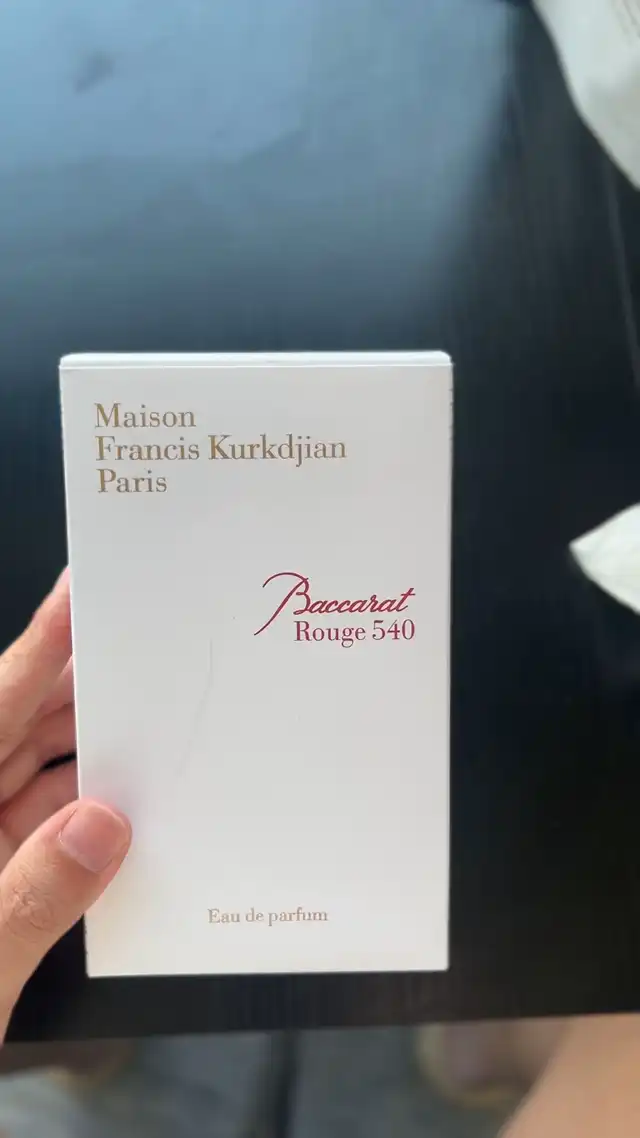 Maison
Francis Kurkdjian
Paris
Baccarat
Rouge 540
Eau de parfum